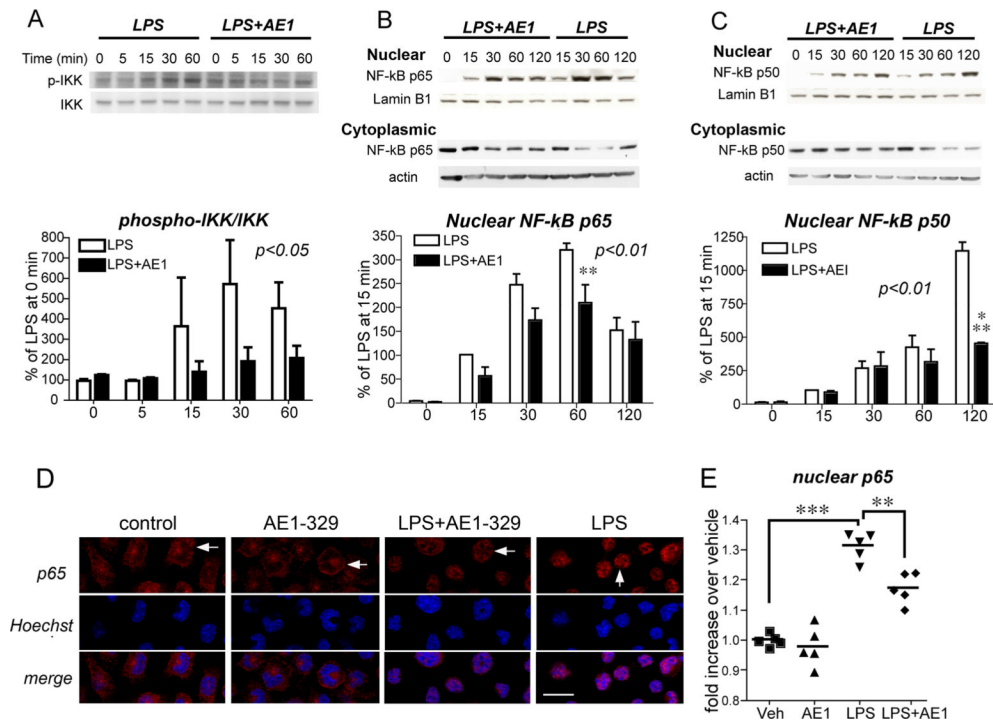 A
LPS LPS+AE1
Time (min) 0 5 15 30 60 0 5 15 30 60
p-IKK
IKK
phospho-IKK/IKK
LPS
LPS+AE1
p<0.05
% of LPS at 0 min
800
700
600
500
400
300
200
100
0
0 5 15 30 60
B
LPS+AE1 LPS
Nuclear 0 15 30 60 120 15 30 60 120
NF-kB p65
Lamin B1
Cytoplasmic
NF-kB p65
actin
Nuclear NF-kB p65
LPS
LPS+AE1
p<0.01
**
% of LPS at 15 min
350
300
250
200
150
100
50
0
0 15 30 60 120
C
LPS+AE1 LPS
Nuclear 0 15 30 60 120 15 30 60 120
NF-kB p50
Lamin B1
Cytoplasmic
NF-kB p50
actin
Nuclear NF-kB p50
LPS
LPS+AEI
p<0.01
*
**
% of LPS at 15 min
1250
1000
750
500
250
0
0 15 30 60 120
D
control AE1-329 LPS+AE1-329 LPS
p65
Hoechst
merge
E
nuclear p65
*** **
fold increase over vehicle
1.4
1.3
1.2
1.1
1.0
0.9
0.8
Veh AE1 LPS LPS+AE1